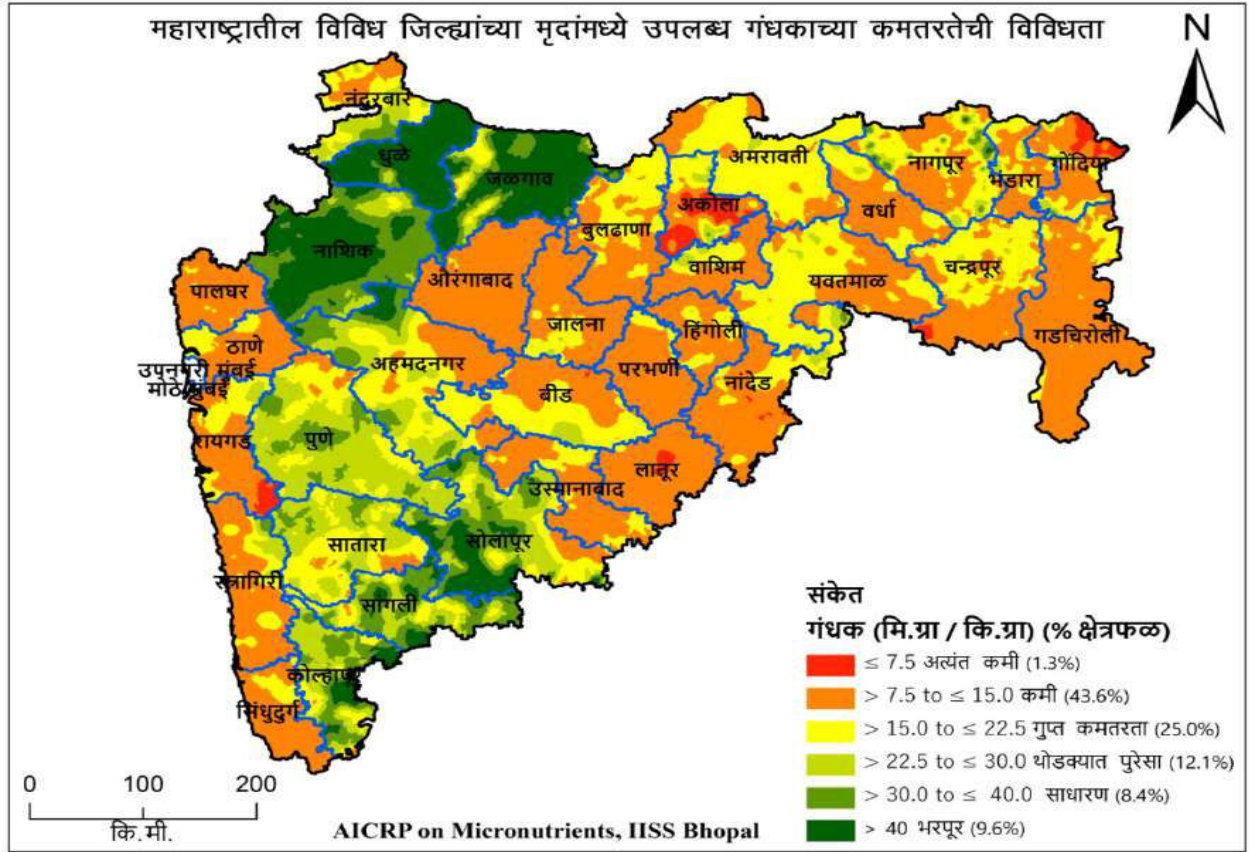 महाराष्ट्रातील विविध जिल्ह्यांच्या मृदांमध्ये उपलब्ध गंधकाच्या कमतरतेची विविधता
N
नंदुरबार
धुळे
जळगाव
नाशिक
अमरावती
नागपूर
भंडारा
गोंदिया
अकोला
वर्धा
बुलढाणा
वाशिम
यवतमाळ
चन्द्रपूर
गडचिरोली
पालघर
औरंगाबाद
जालना
हिंगोली
ठाणे
अहमदनगर
परभणी
नांदेड
उपनगरी मुंबई
मोठे मुंबई
बीड
रायगड
पुणे
लातूर
उस्मानाबाद
सातारा
सोलापूर
रत्नागिरी
सांगली
कोल्हापूर
सिंधुदुर्ग
संकेत
गंधक (मि.ग्रा / कि.ग्रा) (% क्षेत्रफळ)
≤ 7.5 अत्यंत कमी (1.3%)
> 7.5 to ≤ 15.0 कमी (43.6%)
> 15.0 to ≤ 22.5 गुप्त कमतरता (25.0%)
> 22.5 to ≤ 30.0 थोडक्यात पुरेसा (12.1%)
> 30.0 to ≤ 40.0 साधारण (8.4%)
> 40 भरपूर (9.6%)
0 100 200
कि.मी.
AICRP on Micronutrients, IISS Bhopal